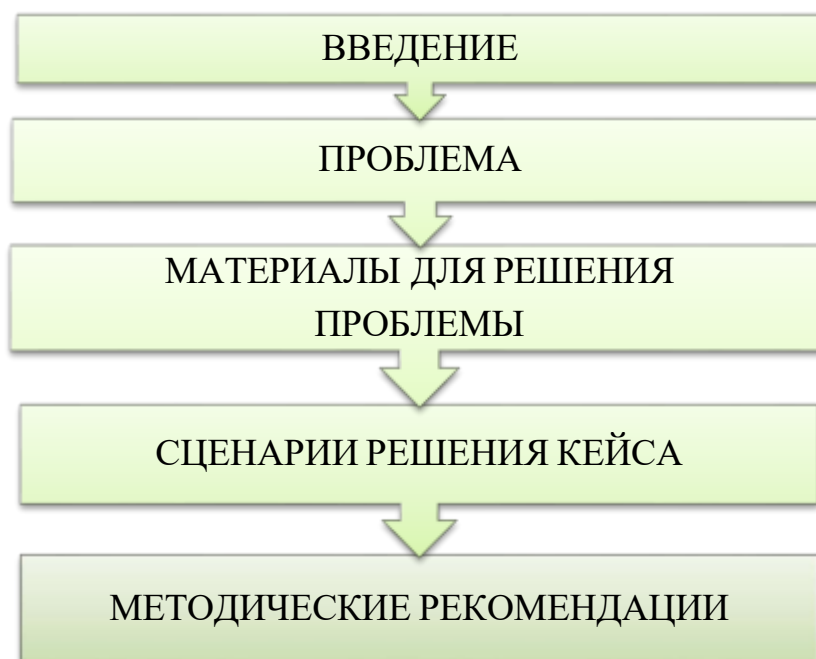 ВВЕДЕНИЕ
ПРОБЛЕМА
МАТЕРИАЛЫ ДЛЯ РЕШЕНИЯ
ПРОБЛЕМЫ
СЦЕНАРИИ РЕШЕНИЯ КЕЙСА
МЕТОДИЧЕСКИЕ РЕКОМЕНДАЦИИ